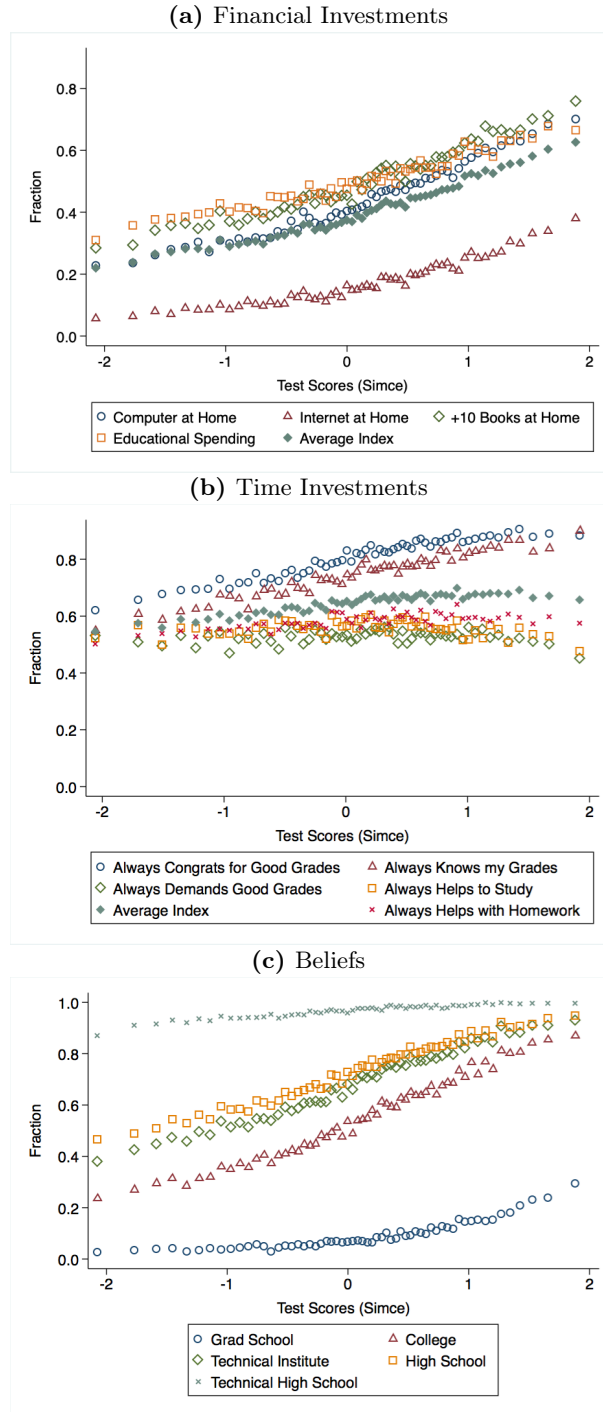 (a) Financial Investments
0.8
0.6
0.4
0.2
0.0
Fraction
-2 -1 0 1 2
Test Scores (Simce)
Computer at Home Internet at Home +10 Books at Home
Educational Spending Average Index
(b) Time Investments
0.8
0.6
0.4
0.2
0.0
Fraction
-2 -1 0 1 2
Test Scores (Simce)
Always Congrats for Good Grades Always Knows my Grades
Always Demands Good Grades Always Helps to Study
Average Index Always Helps with Homework
(c) Beliefs
1.0
0.8
0.6
0.4
0.2
0.0
Fraction
-2 -1 0 1 2
Test Scores (Simce)
Grad School College
Technical Institute High School
Technical High School